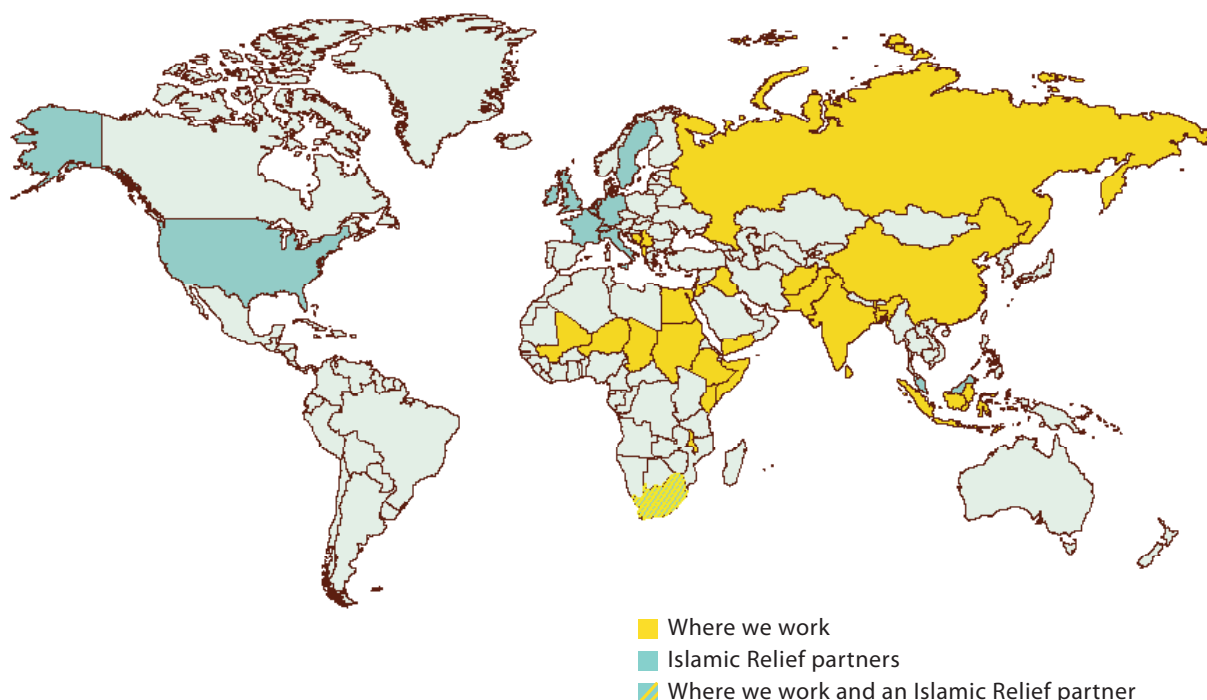 Where we work
Islamic Relief partners
Where we work and an Islamic Relief partner